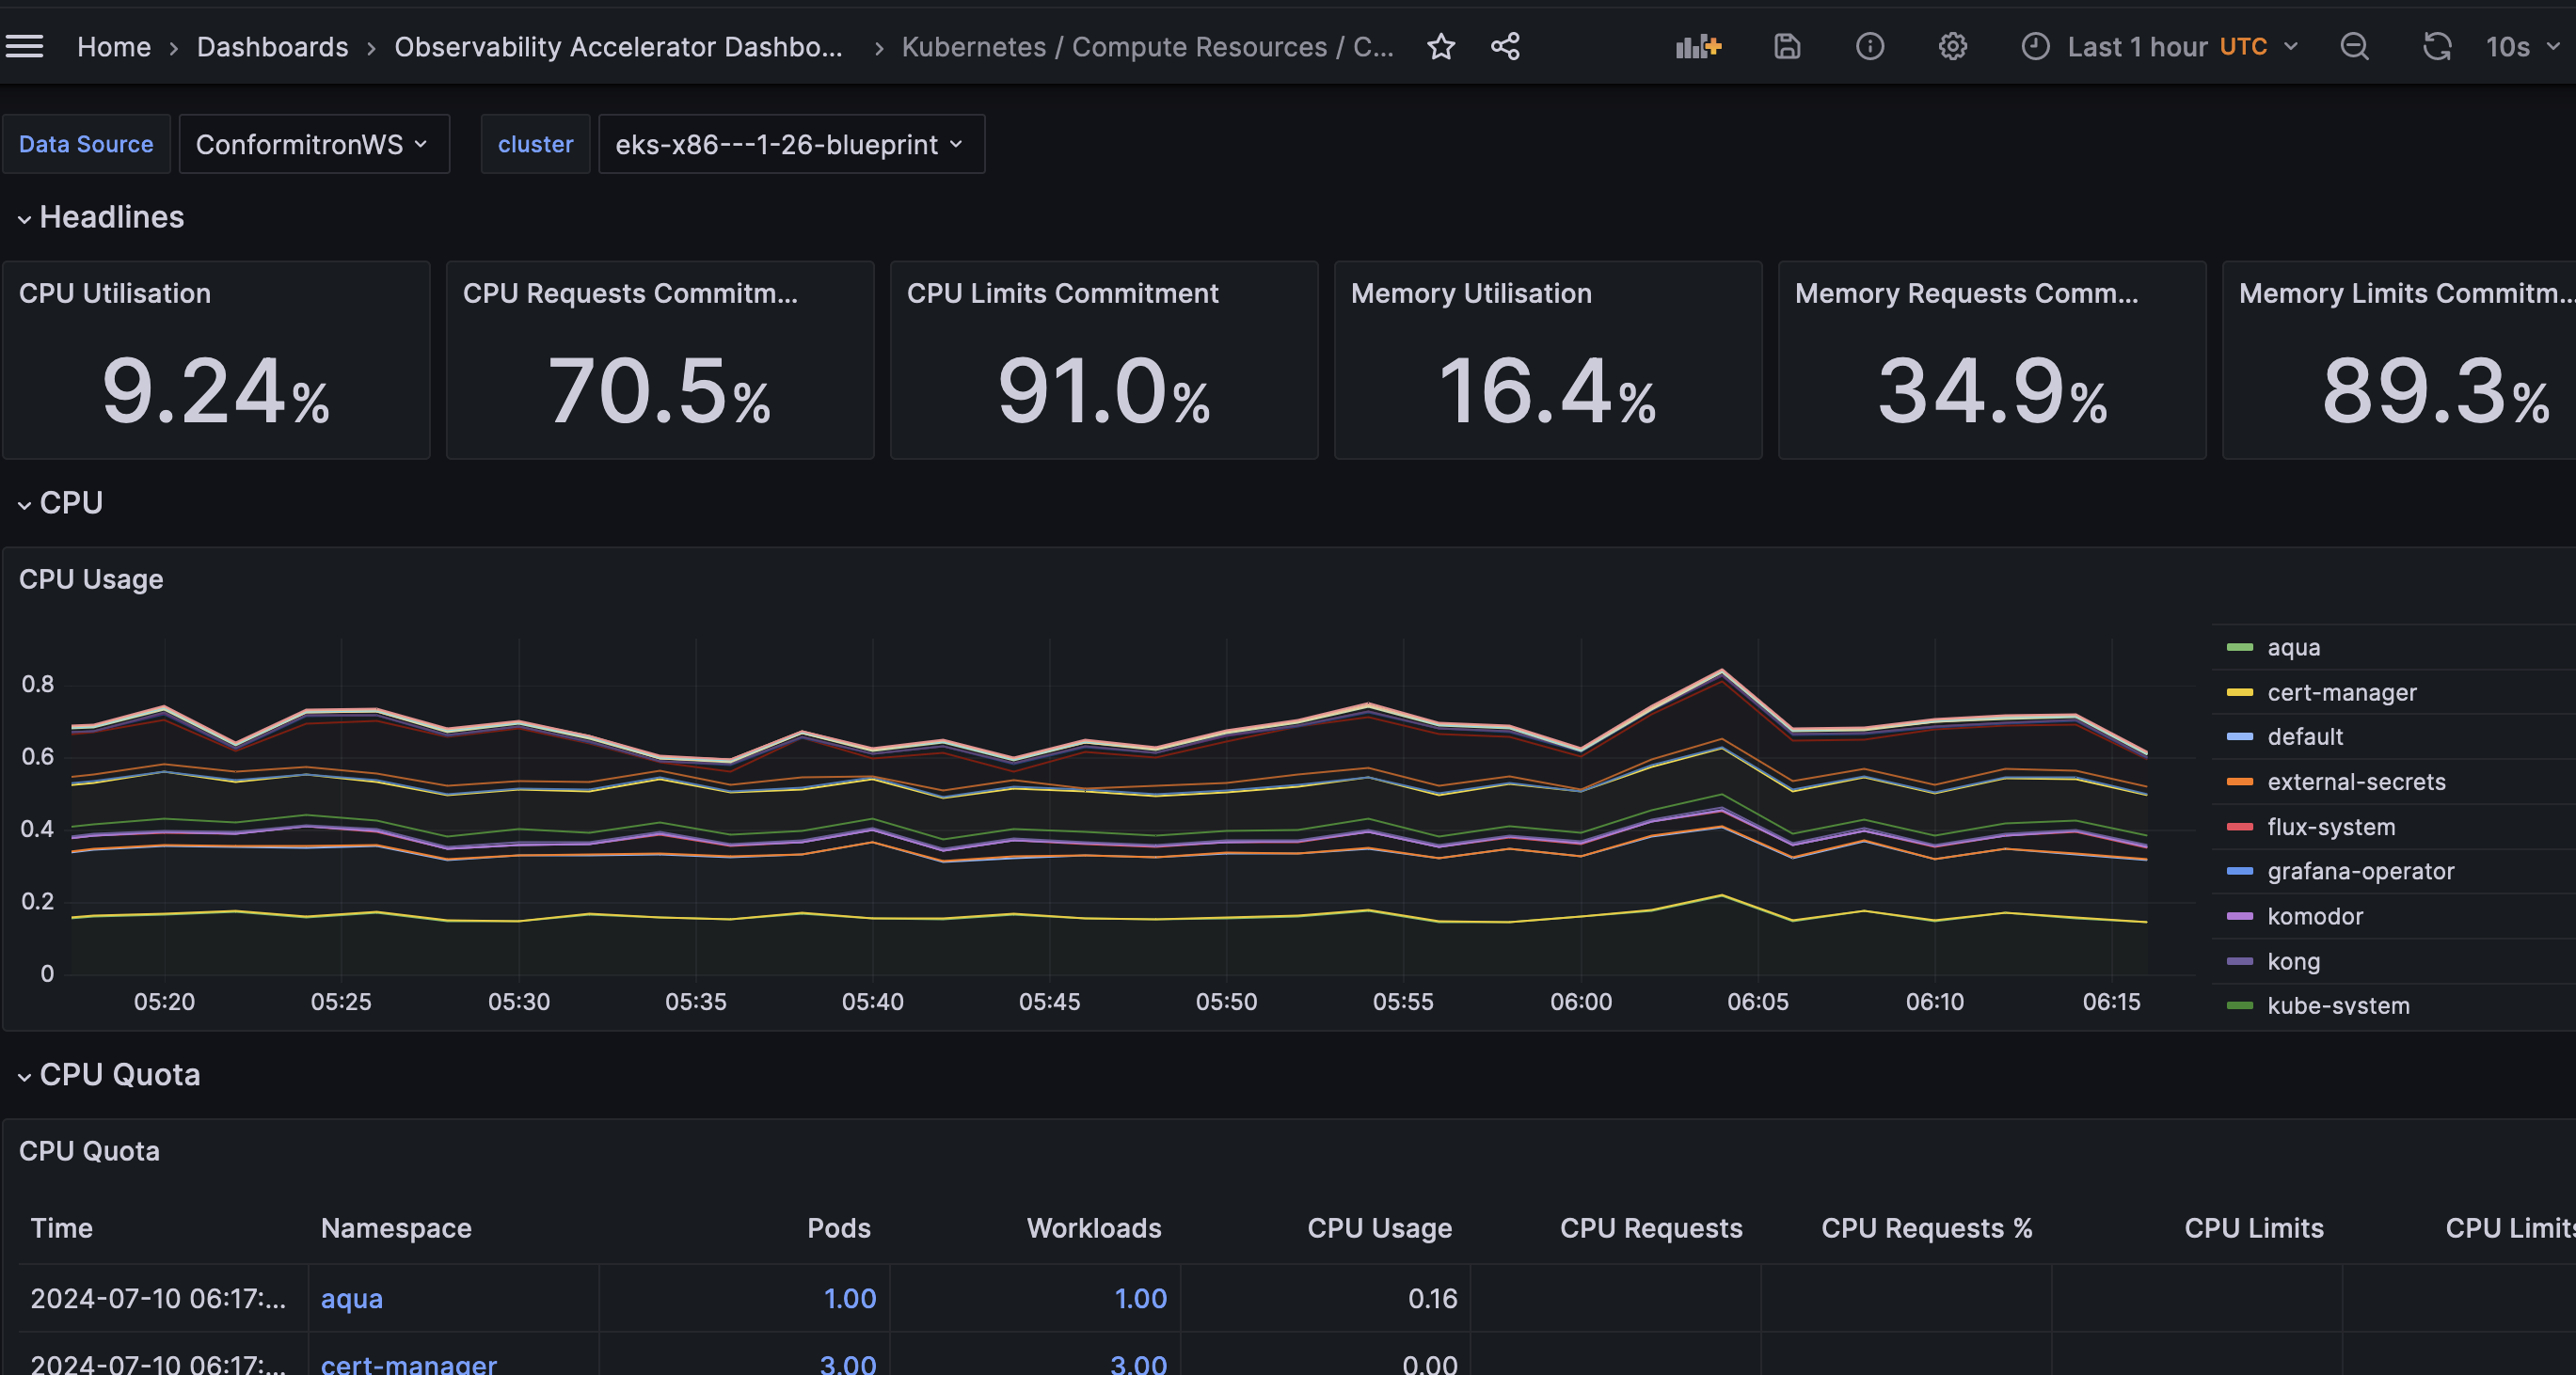 Home › Dashboards › Observability Accelerator Dashbo... › Kubernetes / Compute Resources / C... Last 1 hour UTC 10s
Data Source ConformitronWS cluster eks-x86---1-26-blueprint
Headlines
CPU Utilisation
9.24%
CPU Requests Commitm...
70.5%
CPU Limits Commitment
91.0%
Memory Utilisation
16.4%
Memory Requests Comm...
34.9%
Memory Limits Commitm...
89.3%
CPU
CPU Usage
0.8
0.6
0.4
0.2
0
05:20 05:25 05:30 05:35 05:40 05:45 05:50 05:55 06:00 06:05 06:10 06:15
aqua
cert-manager
default
external-secrets
flux-system
grafana-operator
komodor
kong
kube-system
CPU Quota
CPU Quota
Time Namespace Pods Workloads CPU Usage CPU Requests CPU Requests % CPU Limits CPU Limits
2024-07-10 06:17:... aqua 1.00 1.00 0.16
2024-07-10 06:17:... cert-manager 3.00 3.00 0.00